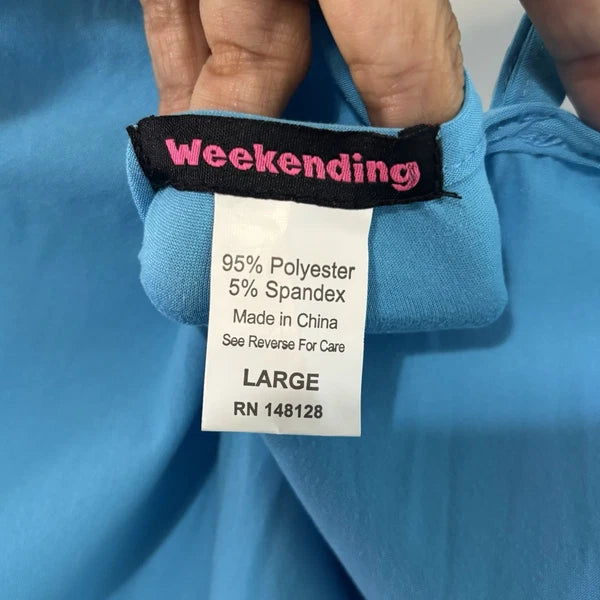 Weekending
95% Polyester
5% Spandex
Made in China
See Reverse For Care
LARGE
RN 148128